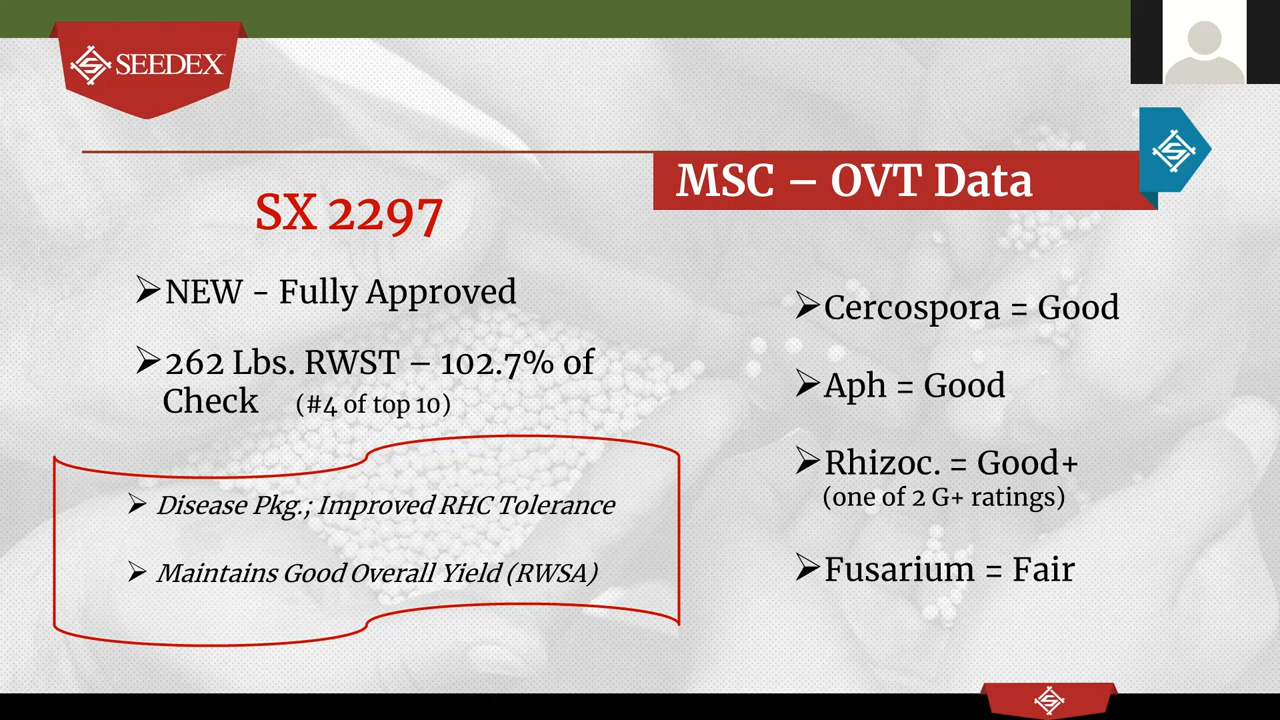 SEEDEX
MSC – OVT Data
SX 2297
➢NEW - Fully Approved
➢262 Lbs. RWST – 102.7% of
Check (#4 of top 10)
➢ Disease Pkg.; Improved RHC Tolerance
➢ Maintains Good Overall Yield (RWSA)
➢Cercospora = Good
➢Aph = Good
➢Rhizoc. = Good+
(one of 2 G+ ratings)
➢Fusarium = Fair